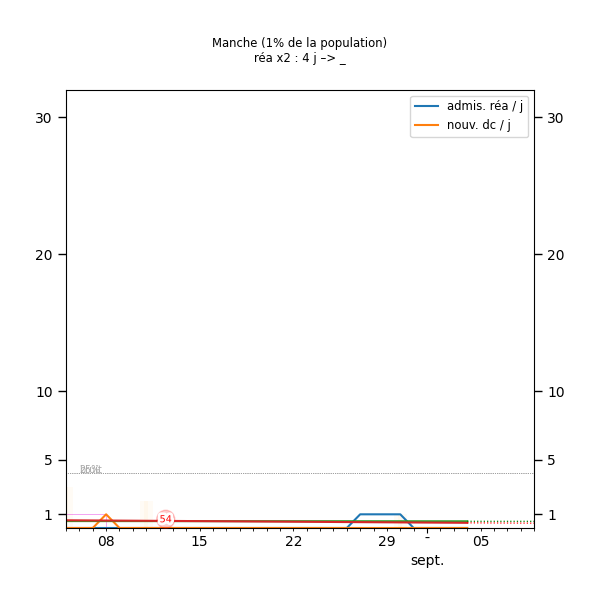 Manche (1% de la population)
réa x2 : 4 j –> _
admis. réa / j
nouv. dc / j
30 30
20 20
10 10
5 5
1 1
54
08 15 22 29 - 05
sept.